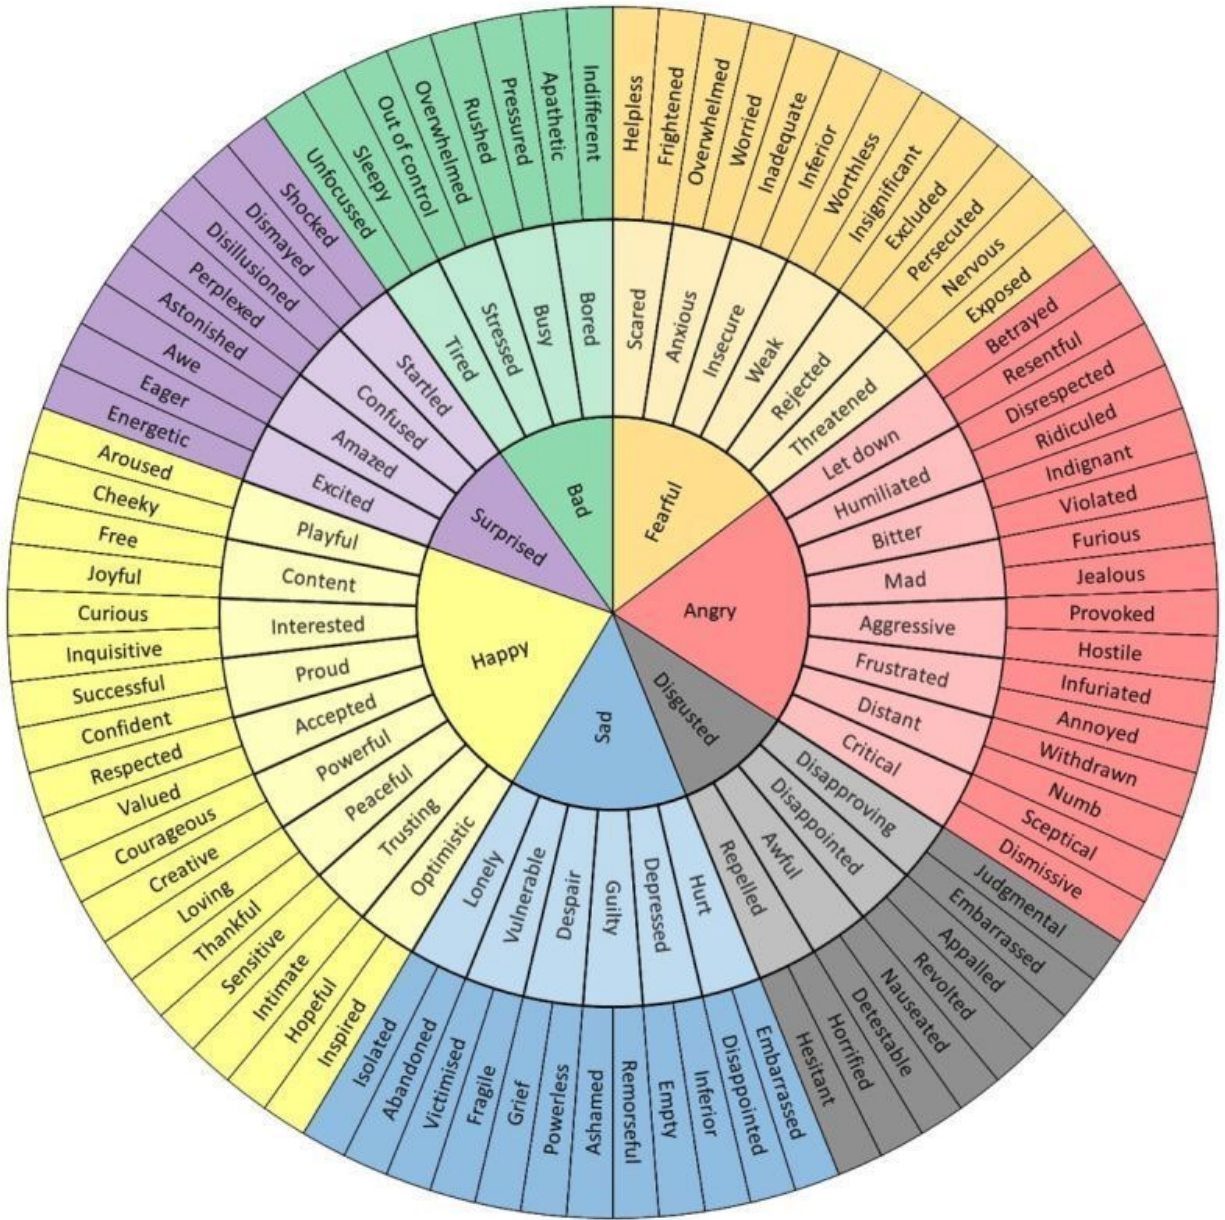 Fearful
Angry
Disgusted
Sad
Happy
Surprised
Bad
Scared
Anxious
Insecure
Weak
Rejected
Threatened
Let down
Humiliated
Bitter
Mad
Aggressive
Frustrated
Distant
Critical
Disapproving
Disappointed
Awful
Repelled
Hurt
Depressed
Guilty
Despair
Vulnerable
Lonely
Optimistic
Trusting
Peaceful
Powerful
Accepted
Proud
Interested
Content
Playful
Excited
Amazed
Confused
Startled
Tired
Stressed
Busy
Bored
Helpless
Frightened
Overwhelmed
Worried
Inadequate
Inferior
Worthless
Insignificant
Excluded
Persecuted
Nervous
Exposed
Betrayed
Resentful
Disrespected
Ridiculed
Indignant
Violated
Furious
Jealous
Provoked
Hostile
Infuriated
Annoyed
Withdrawn
Numb
Sceptical
Dismissive
Judgmental
Embarrassed
Appalled
Revolted
Nauseated
Detestable
Horrified
Hesitant
Embarrassed
Disappointed
Inferior
Empty
Remorseful
Ashamed
Powerless
Grief
Fragile
Victimised
Abandoned
Isolated
Inspired
Hopeful
Intimate
Sensitive
Thankful
Loving
Creative
Courageous
Valued
Respected
Confident
Successful
Inquisitive
Curious
Joyful
Free
Cheeky
Aroused
Energetic
Eager
Awe
Astonished
Perplexed
Disillusioned
Dismayed
Shocked
Unfocussed
Sleepy
Out of control
Overwhelmed
Rushed
Pressured
Apathetic
Indifferent